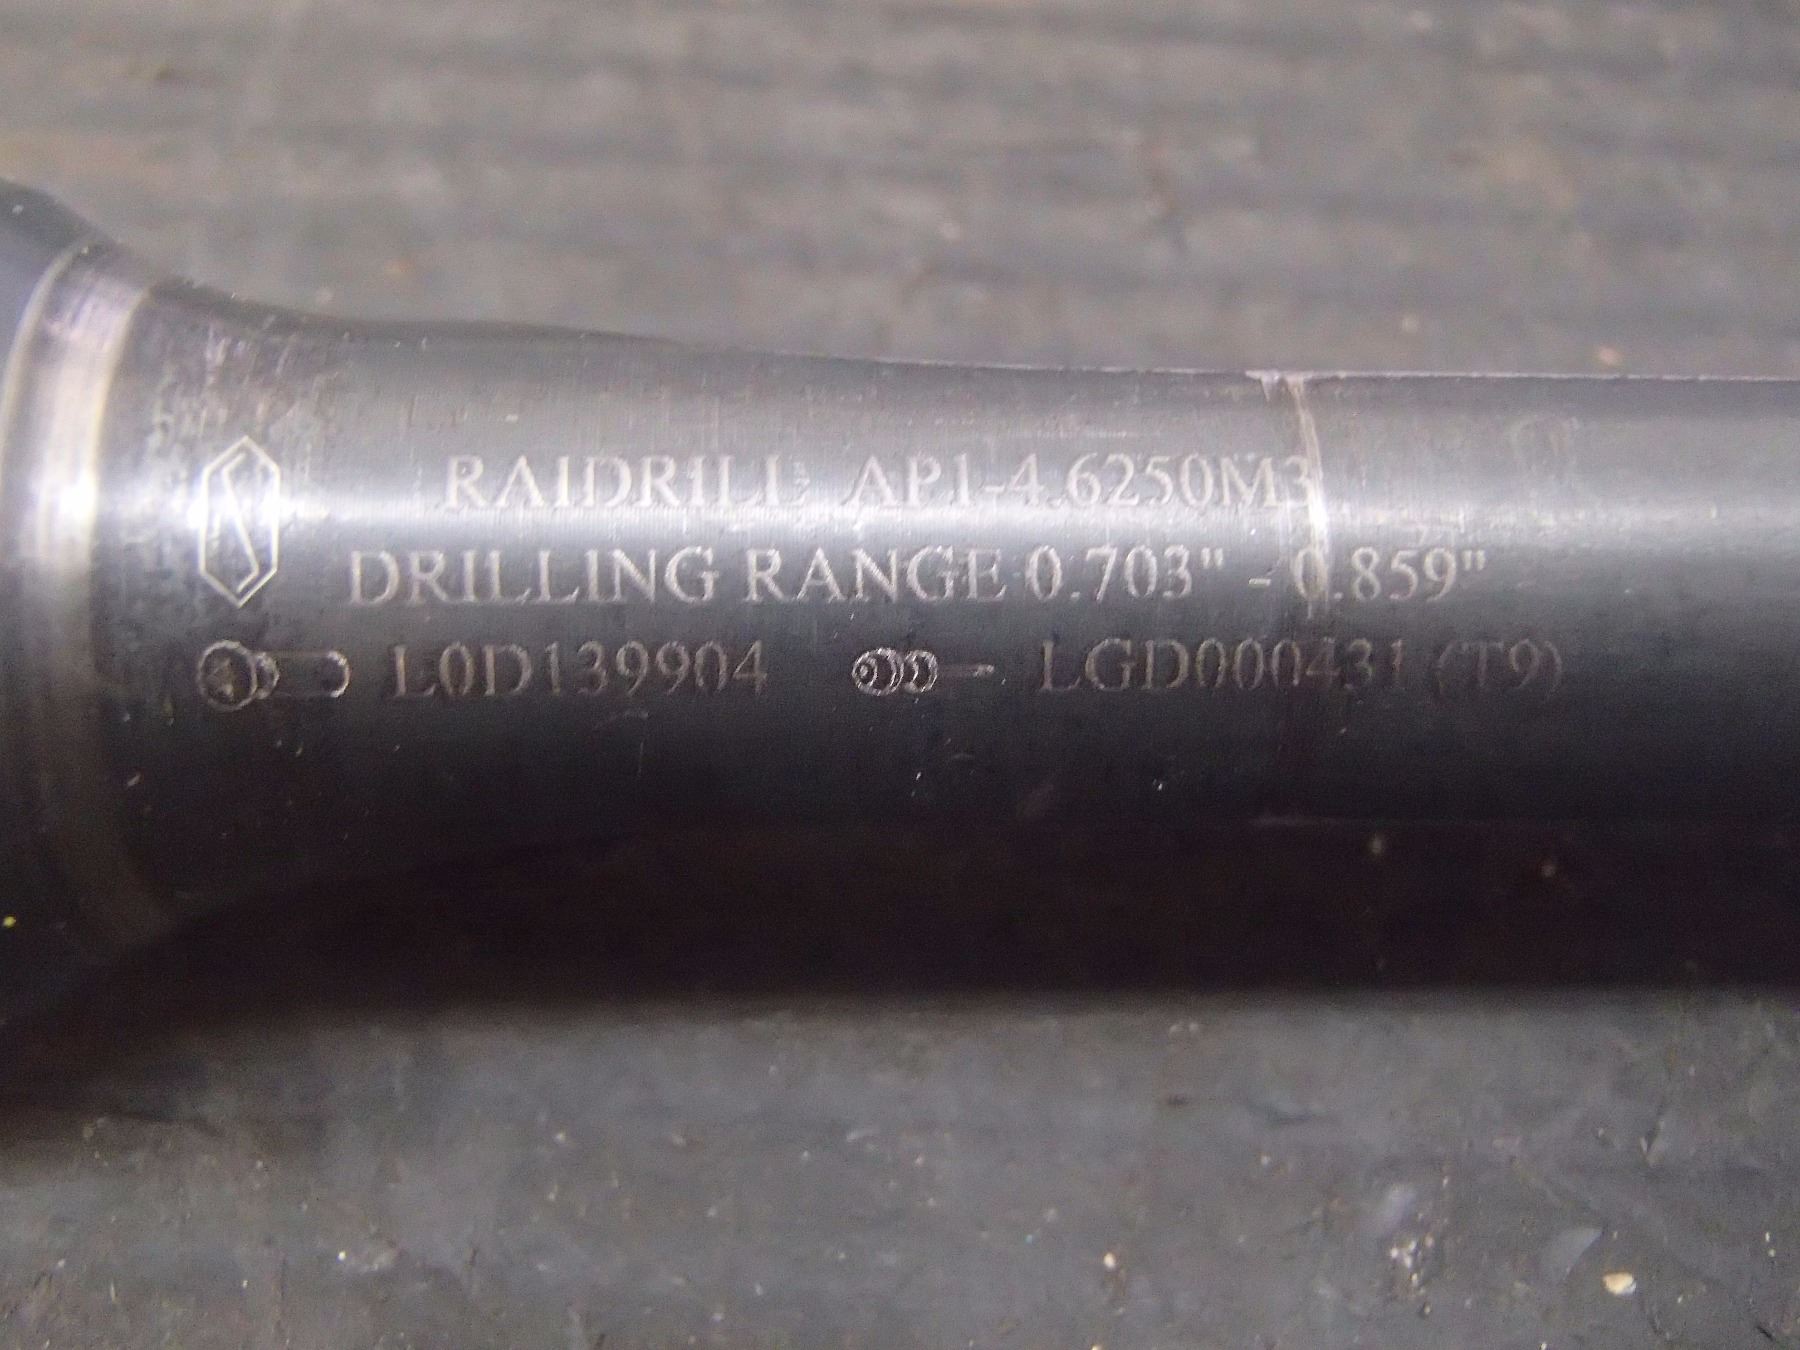 RAIDRILL AP1-4.6250M3
DRILLING RANGE 0.703" - 0.859"
L0D139904 LGD000431 (T9)